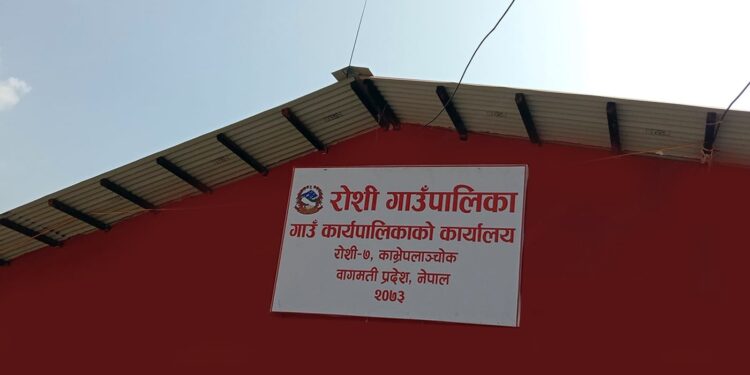 रोशी गाउँपालिका
गाउँ कार्यपालिकाको कार्यालय
रोशी-७, काभ्रेपलाञ्चोक
वागमती प्रदेश, नेपाल
२०७३